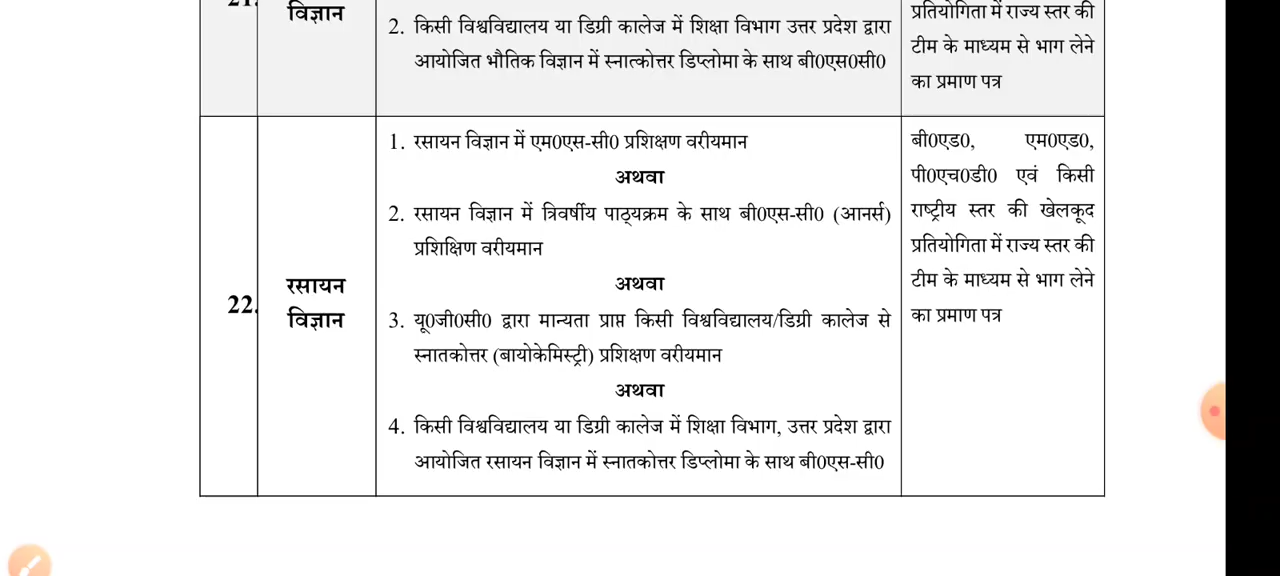 21.
विज्ञान
2. किसी विश्वविद्यालय या डिग्री कालेज में शिक्षा विभाग उत्तर प्रदेश द्वारा
आयोजित भौतिक विज्ञान में स्नात्कोत्तर डिप्लोमा के साथ बी0एस0सी0
प्रतियोगिता में राज्य स्तर की
टीम के माध्यम से भाग लेने
का प्रमाण पत्र
22.
रसायन
विज्ञान
1. रसायन विज्ञान में एम0एस-सी0 प्रशिक्षण वरीयमान
अथवा
2. रसायन विज्ञान में त्रिवर्षीय पाठ्यक्रम के साथ बी0एस-सी0 (आनर्स)
प्रशिक्षिण वरीयमान
अथवा
3. यू0जी0सी0 द्वारा मान्यता प्राप्त किसी विश्वविद्यालय/डिग्री कालेज से
स्नातकोत्तर (बायोकेमिस्ट्री) प्रशिक्षण वरीयमान
अथवा
4. किसी विश्वविद्यालय या डिग्री कालेज में शिक्षा विभाग, उत्तर प्रदेश द्वारा
आयोजित रसायन विज्ञान में स्नातकोत्तर डिप्लोमा के साथ बी0एस-सी0
बी0एड0, एम0एड0,
पी0एच0डी0 एवं किसी
राष्ट्रीय स्तर की खेलकूद
प्रतियोगिता में राज्य स्तर की
टीम के माध्यम से भाग लेने
का प्रमाण पत्र